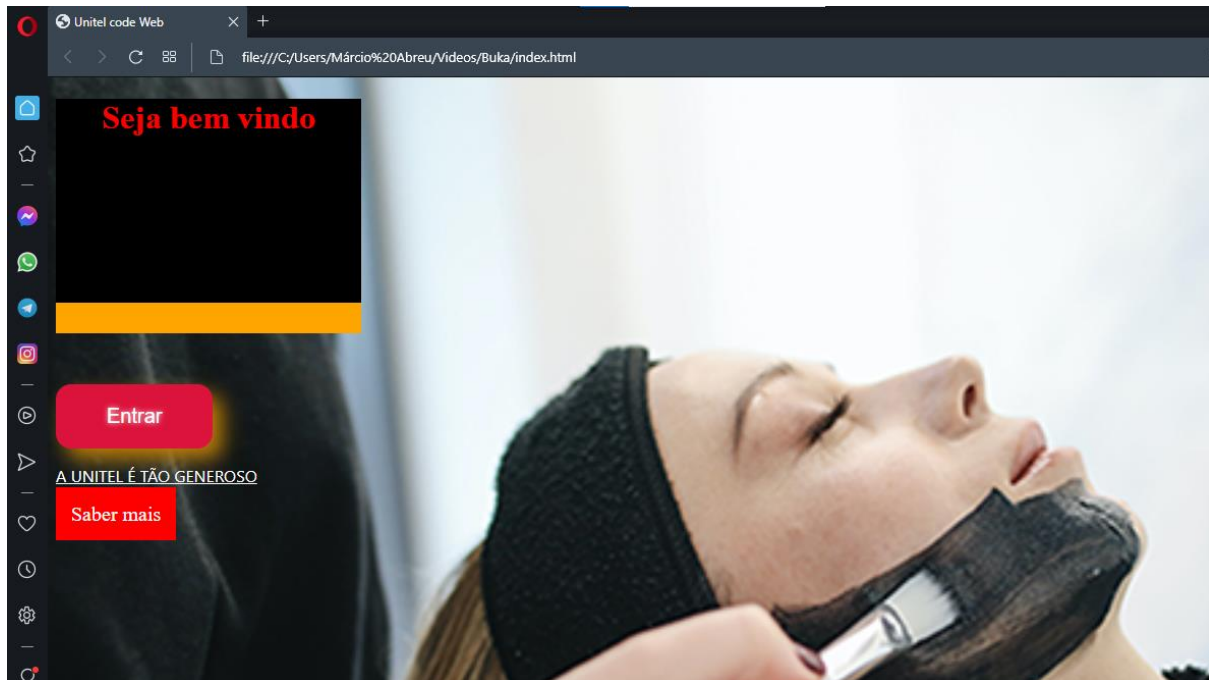 Unitel code Web
file:///C:/Users/Márcio%20Abreu/Videos/Buka/index.html
Seja bem vindo
Entrar
A UNITEL É TÃO GENEROSO
Saber mais